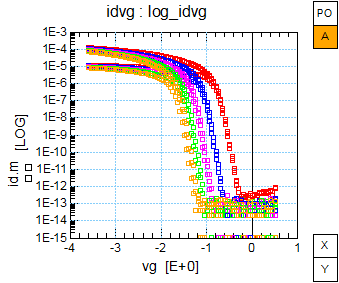 idvg : log_idvg
PO
A
1E-3
1E-4
1E-5
1E-6
1E-7
1E-8
1E-9
1E-10
1E-11
1E-12
1E-13
1E-14
1E-15
id.m [LOG]
-4 -3 -2 -1 0 1
vg [E+0]
X
Y